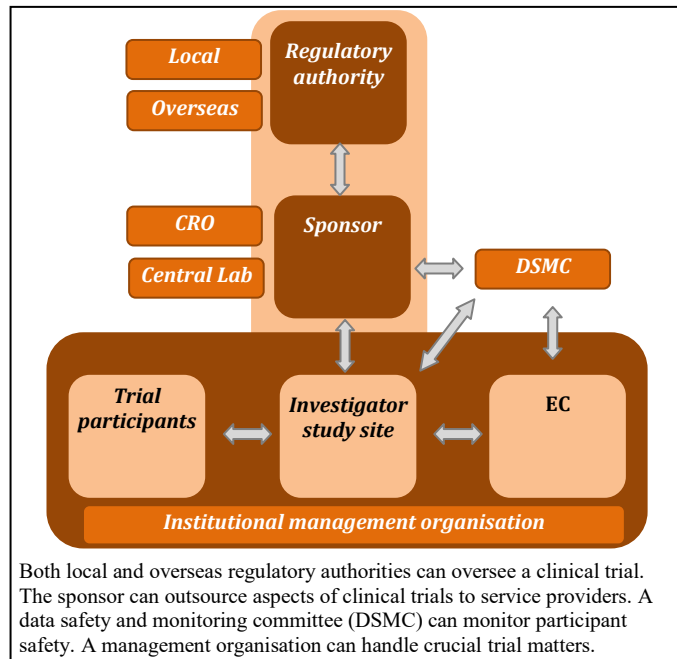 Local
Overseas
Regulatory
authority
CRO
Central Lab
Sponsor
DSMC
Trial
participants
Investigator
study site
EC
Institutional management organisation
Both local and overseas regulatory authorities can oversee a clinical trial.
The sponsor can outsource aspects of clinical trials to service providers. A
data safety and monitoring committee (DSMC) can monitor participant
safety. A management organisation can handle crucial trial matters.